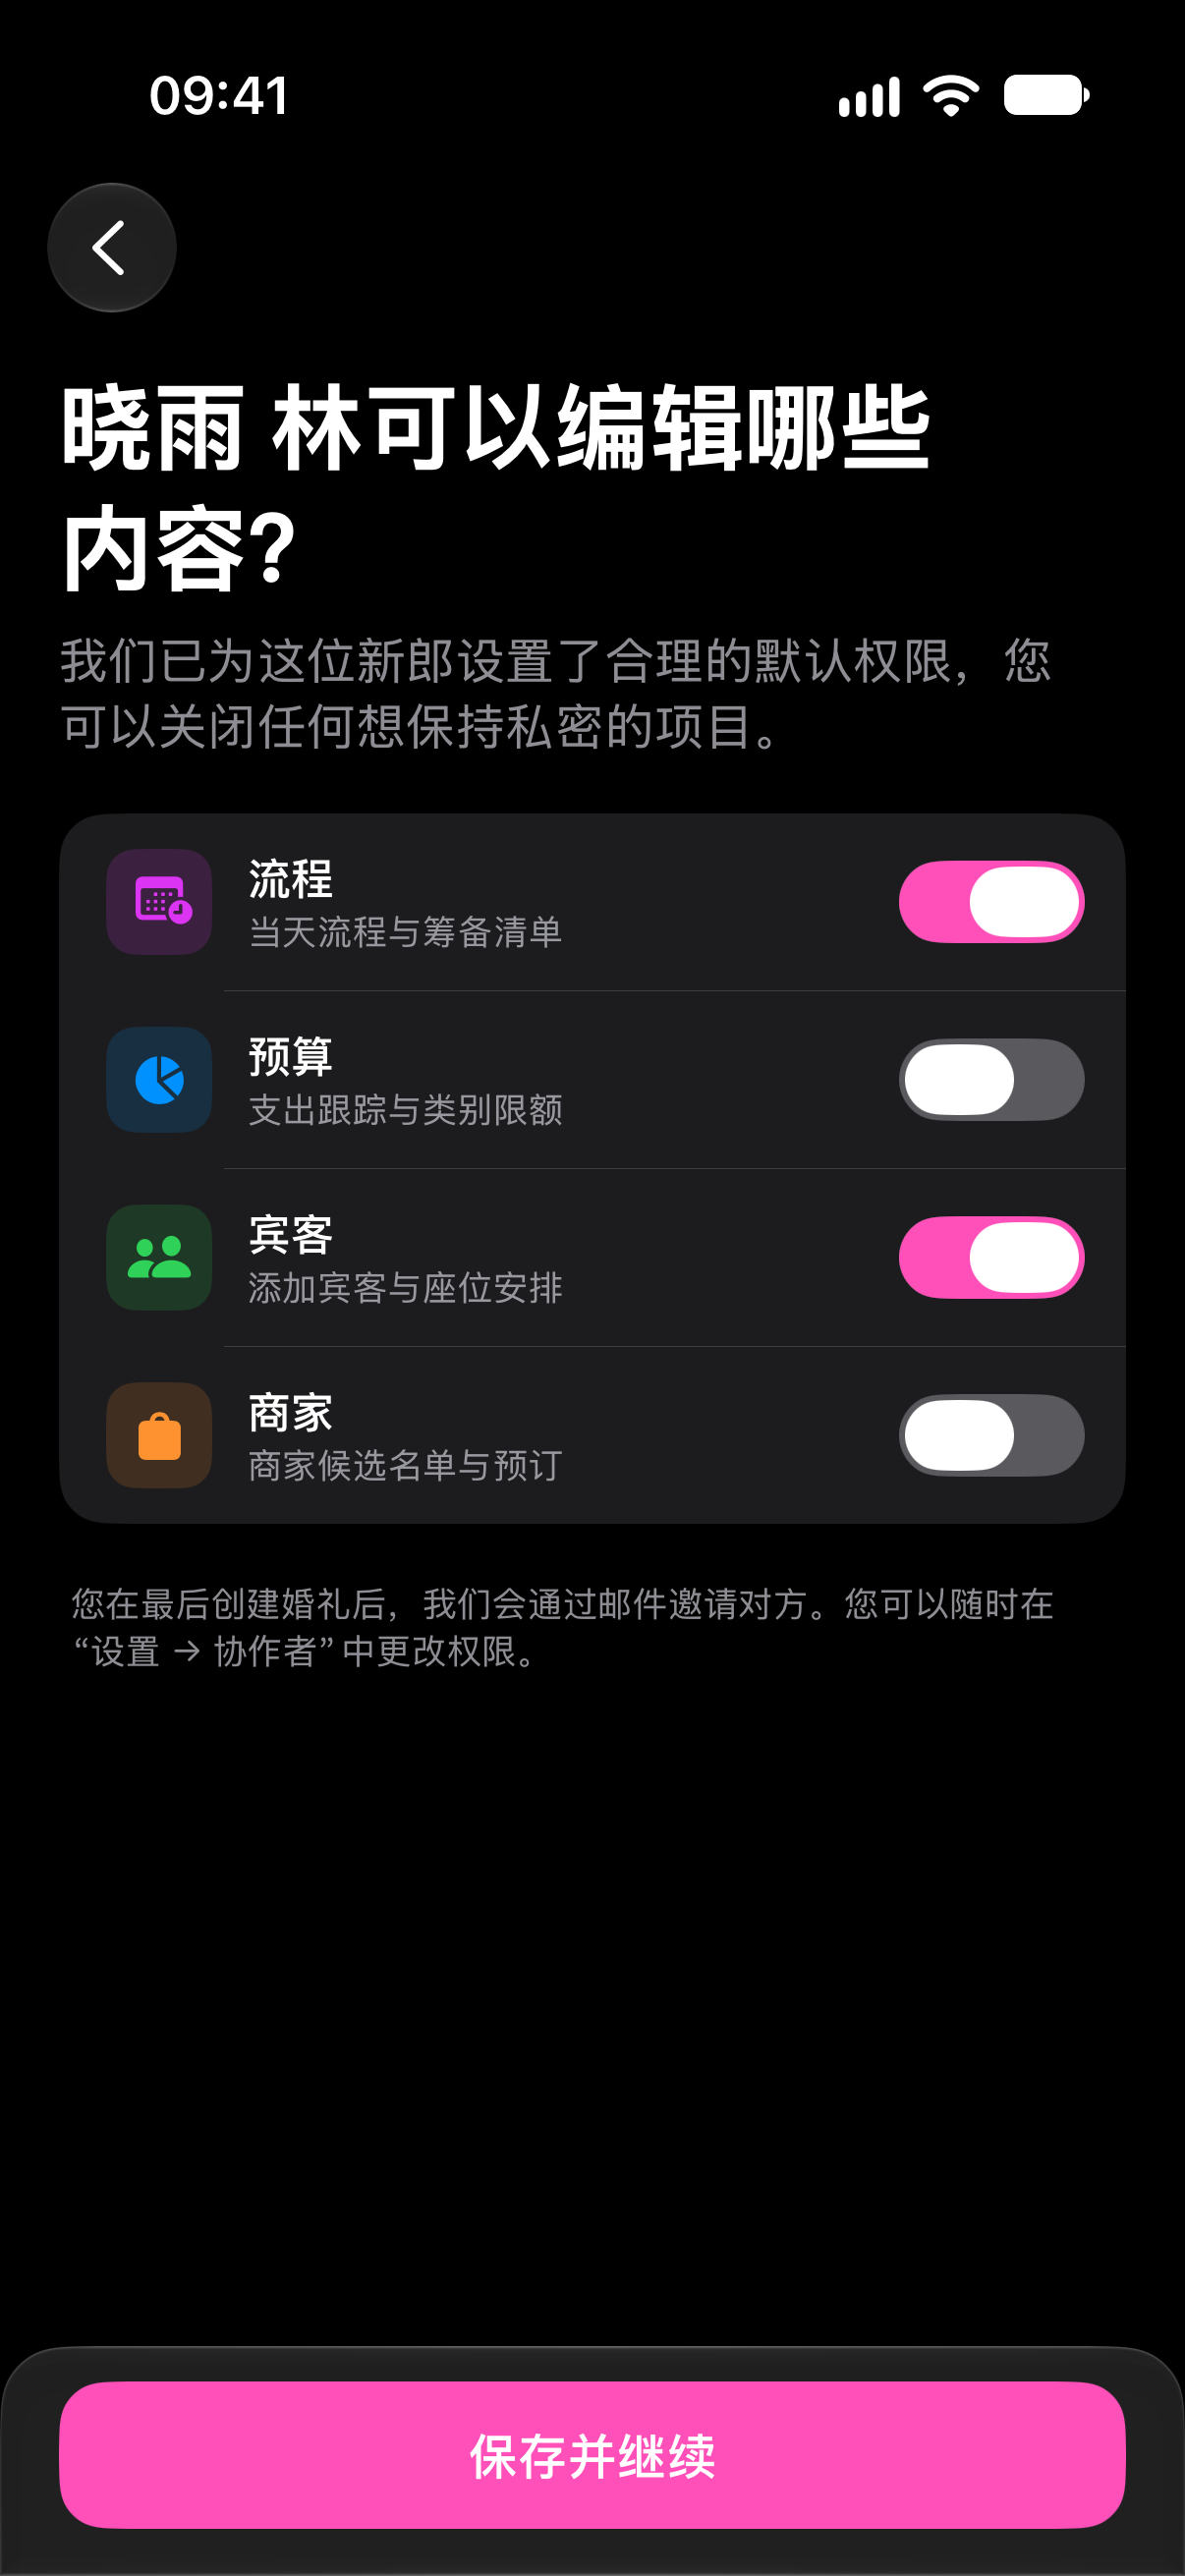 09:41
晓雨 林可以编辑哪些
内容?
我们已为这位新郎设置了合理的默认权限，您
可以关闭任何想保持私密的项目。
流程
当天流程与筹备清单
预算
支出跟踪与类别限额
宾客
添加宾客与座位安排
商家
商家候选名单与预订
您在最后创建婚礼后，我们会通过邮件邀请对方。您可以随时在
“设置 → 协作者” 中更改权限。
保存并继续